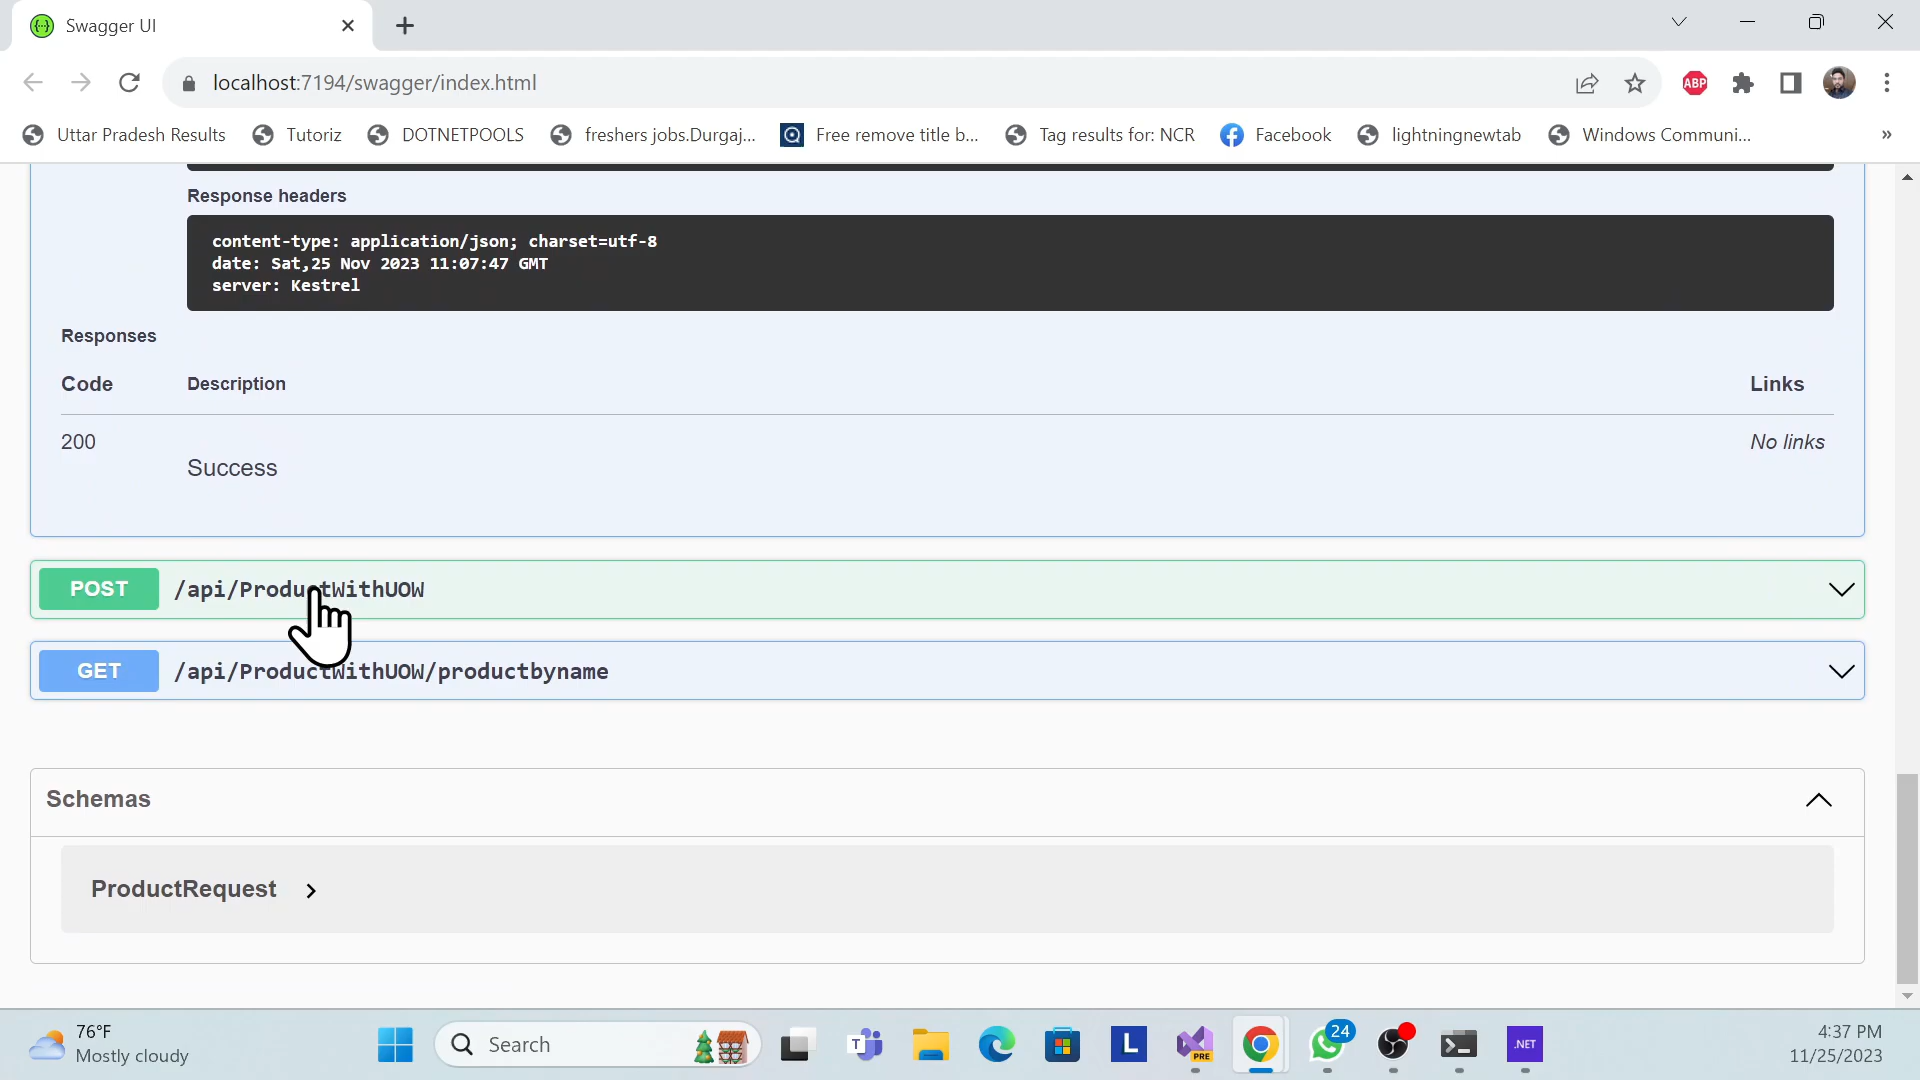 Swagger UI
localhost:7194/swagger/index.html
ABP
Uttar Pradesh Results
Tutoriz
DOTNETPOOLS
freshers jobs.Durgaj...
Free remove title b...
Tag results for: NCR
Facebook
lightningnewtab
Windows Communi...
»
Response headers
content-type: application/json; charset=utf-8
date: Sat,25 Nov 2023 11:07:47 GMT
server: Kestrel
Responses
Code
Description
Links
200
Success
No links
POST
/api/ProductWithUOW
GET
/api/ProductWithUOW/productbyname
Schemas
ProductRequest
76°F
Mostly cloudy
Search
T
L
PRE
24
.NET
4:37 PM
11/25/2023